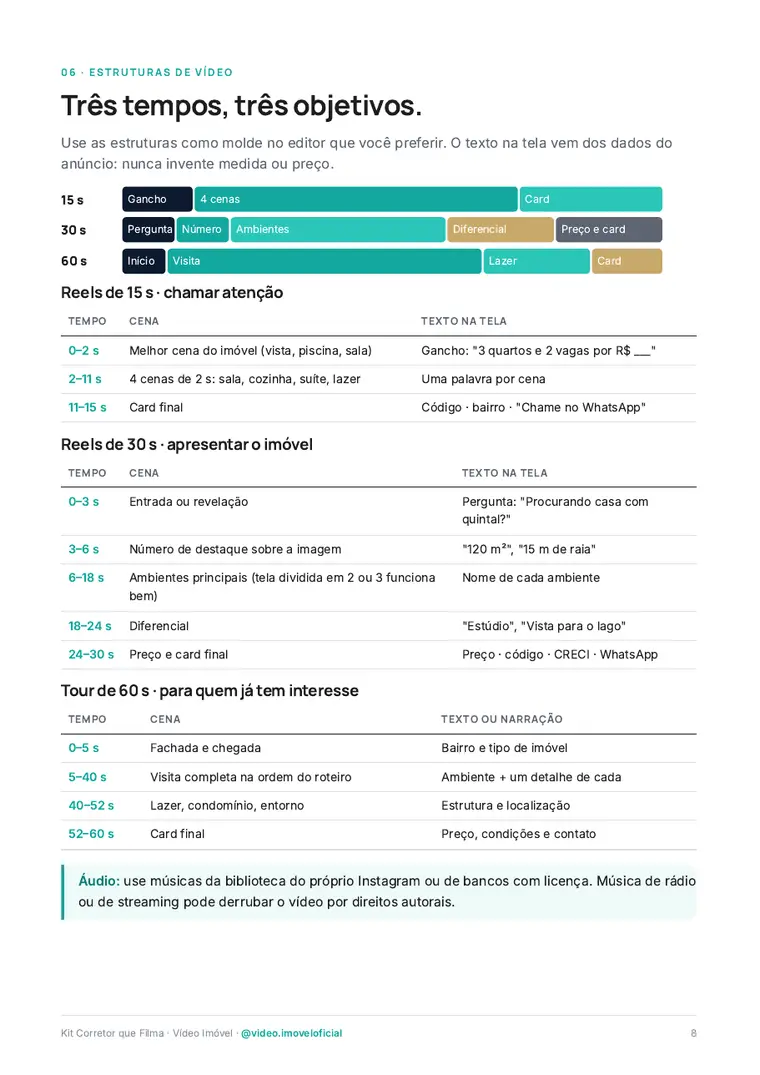 06 · ESTRUTURAS DE VÍDEO
Três tempos, três objetivos.
Use as estruturas como molde no editor que você preferir. O texto na tela vem dos dados do
anúncio: nunca invente medida ou preço.
15 s Gancho 4 cenas Card
30 s Pergunta Número Ambientes Diferencial Preço e card
60 s Início Visita Lazer Card
Reels de 15 s · chamar atenção
TEMPO CENA TEXTO NA TELA
0–2 s Melhor cena do imóvel (vista, piscina, sala) Gancho: "3 quartos e 2 vagas por R$ ___"
2–11 s 4 cenas de 2 s: sala, cozinha, suíte, lazer Uma palavra por cena
11–15 s Card final Código · bairro · "Chame no WhatsApp"
Reels de 30 s · apresentar o imóvel
TEMPO CENA TEXTO NA TELA
0–3 s Entrada ou revelação Pergunta: "Procurando casa com
quintal?"
3–6 s Número de destaque sobre a imagem "120 m²", "15 m de raia"
6–18 s Ambientes principais (tela dividida em 2 ou 3 funciona Nome de cada ambiente
bem)
18–24 s Diferencial "Estúdio", "Vista para o lago"
24–30 s Preço e card final Preço · código · CRECI · WhatsApp
Tour de 60 s · para quem já tem interesse
TEMPO CENA TEXTO OU NARRAÇÃO
0–5 s Fachada e chegada Bairro e tipo de imóvel
5–40 s Visita completa na ordem do roteiro Ambiente + um detalhe de cada
40–52 s Lazer, condomínio, entorno Estrutura e localização
52–60 s Card final Preço, condições e contato
Áudio: use músicas da biblioteca do próprio Instagram ou de bancos com licença. Música de rádio
ou de streaming pode derrubar o vídeo por direitos autorais.
Kit Corretor que Filma · Vídeo Imóvel · @video.imoveloficial 8